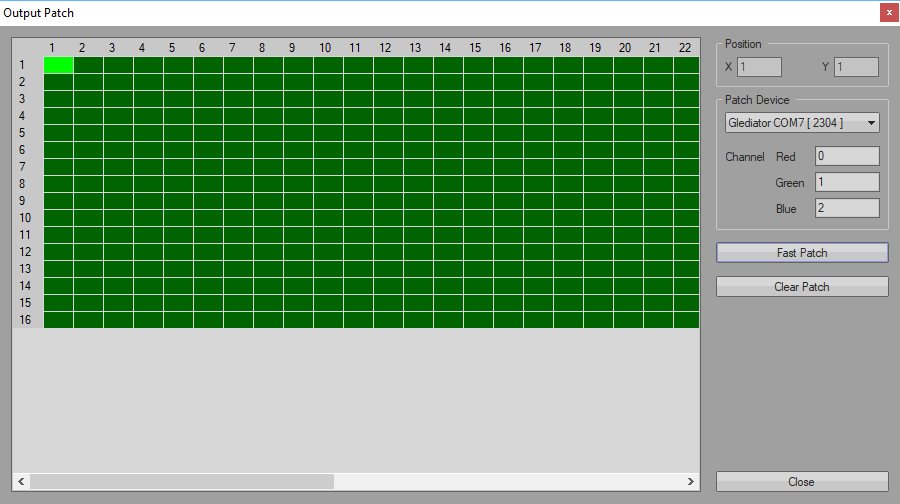 Output Patch
x
1 2 3 4 5 6 7 8 9 10 11 12 13 14 15 16 17 18 19 20 21 22
1
2
3
4
5
6
7
8
9
10
11
12
13
14
15
16
Position
X 1 Y 1
Patch Device
Glediator COM7 [ 2304 ]
Channel Red 0
Green 1
Blue 2
Fast Patch
Clear Patch
Close